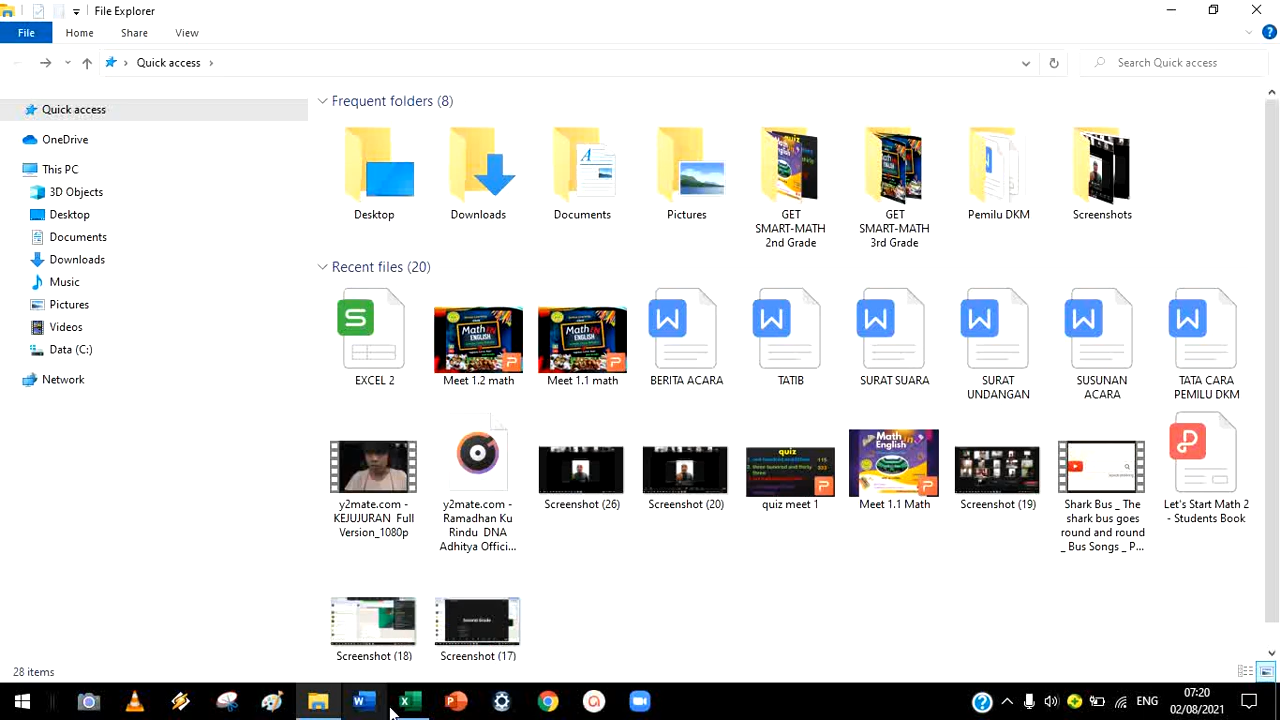 File Explorer
File
Home
Share
View
Quick access
Search Quick access
Quick access
OneDrive
This PC
3D Objects
Desktop
Documents
Downloads
Music
Pictures
Videos
Data (C:)
Network
Frequent folders (8)
Desktop
Downloads
Documents
Pictures
GET
SMART-MATH
2nd Grade
GET
SMART-MATH
3rd Grade
Pemilu DKM
Screenshots
Recent files (20)
EXCEL 2
Meet 1.2 math
Meet 1.1 math
BERITA ACARA
TATIB
SURAT SUARA
SURAT
UNDANGAN
SUSUNAN
ACARA
TATA CARA
PEMILU DKM
y2mate.com -
KEJUJURAN Full
Version_1080p
y2mate.com -
Ramadhan Ku
Rindu DNA
Adhitya Offici...
Screenshot (26)
Screenshot (20)
quiz
quiz meet 1
Math in
English
Meet 1.1 Math
Screenshot (19)
Shark Bus _ The
shark bus goes
round and round
_ Bus Songs _ P...
Let's Start Math 2
- Students Book
Screenshot (18)
Second Grade
Screenshot (17)
28 items
ENG
07:20
02/08/2021